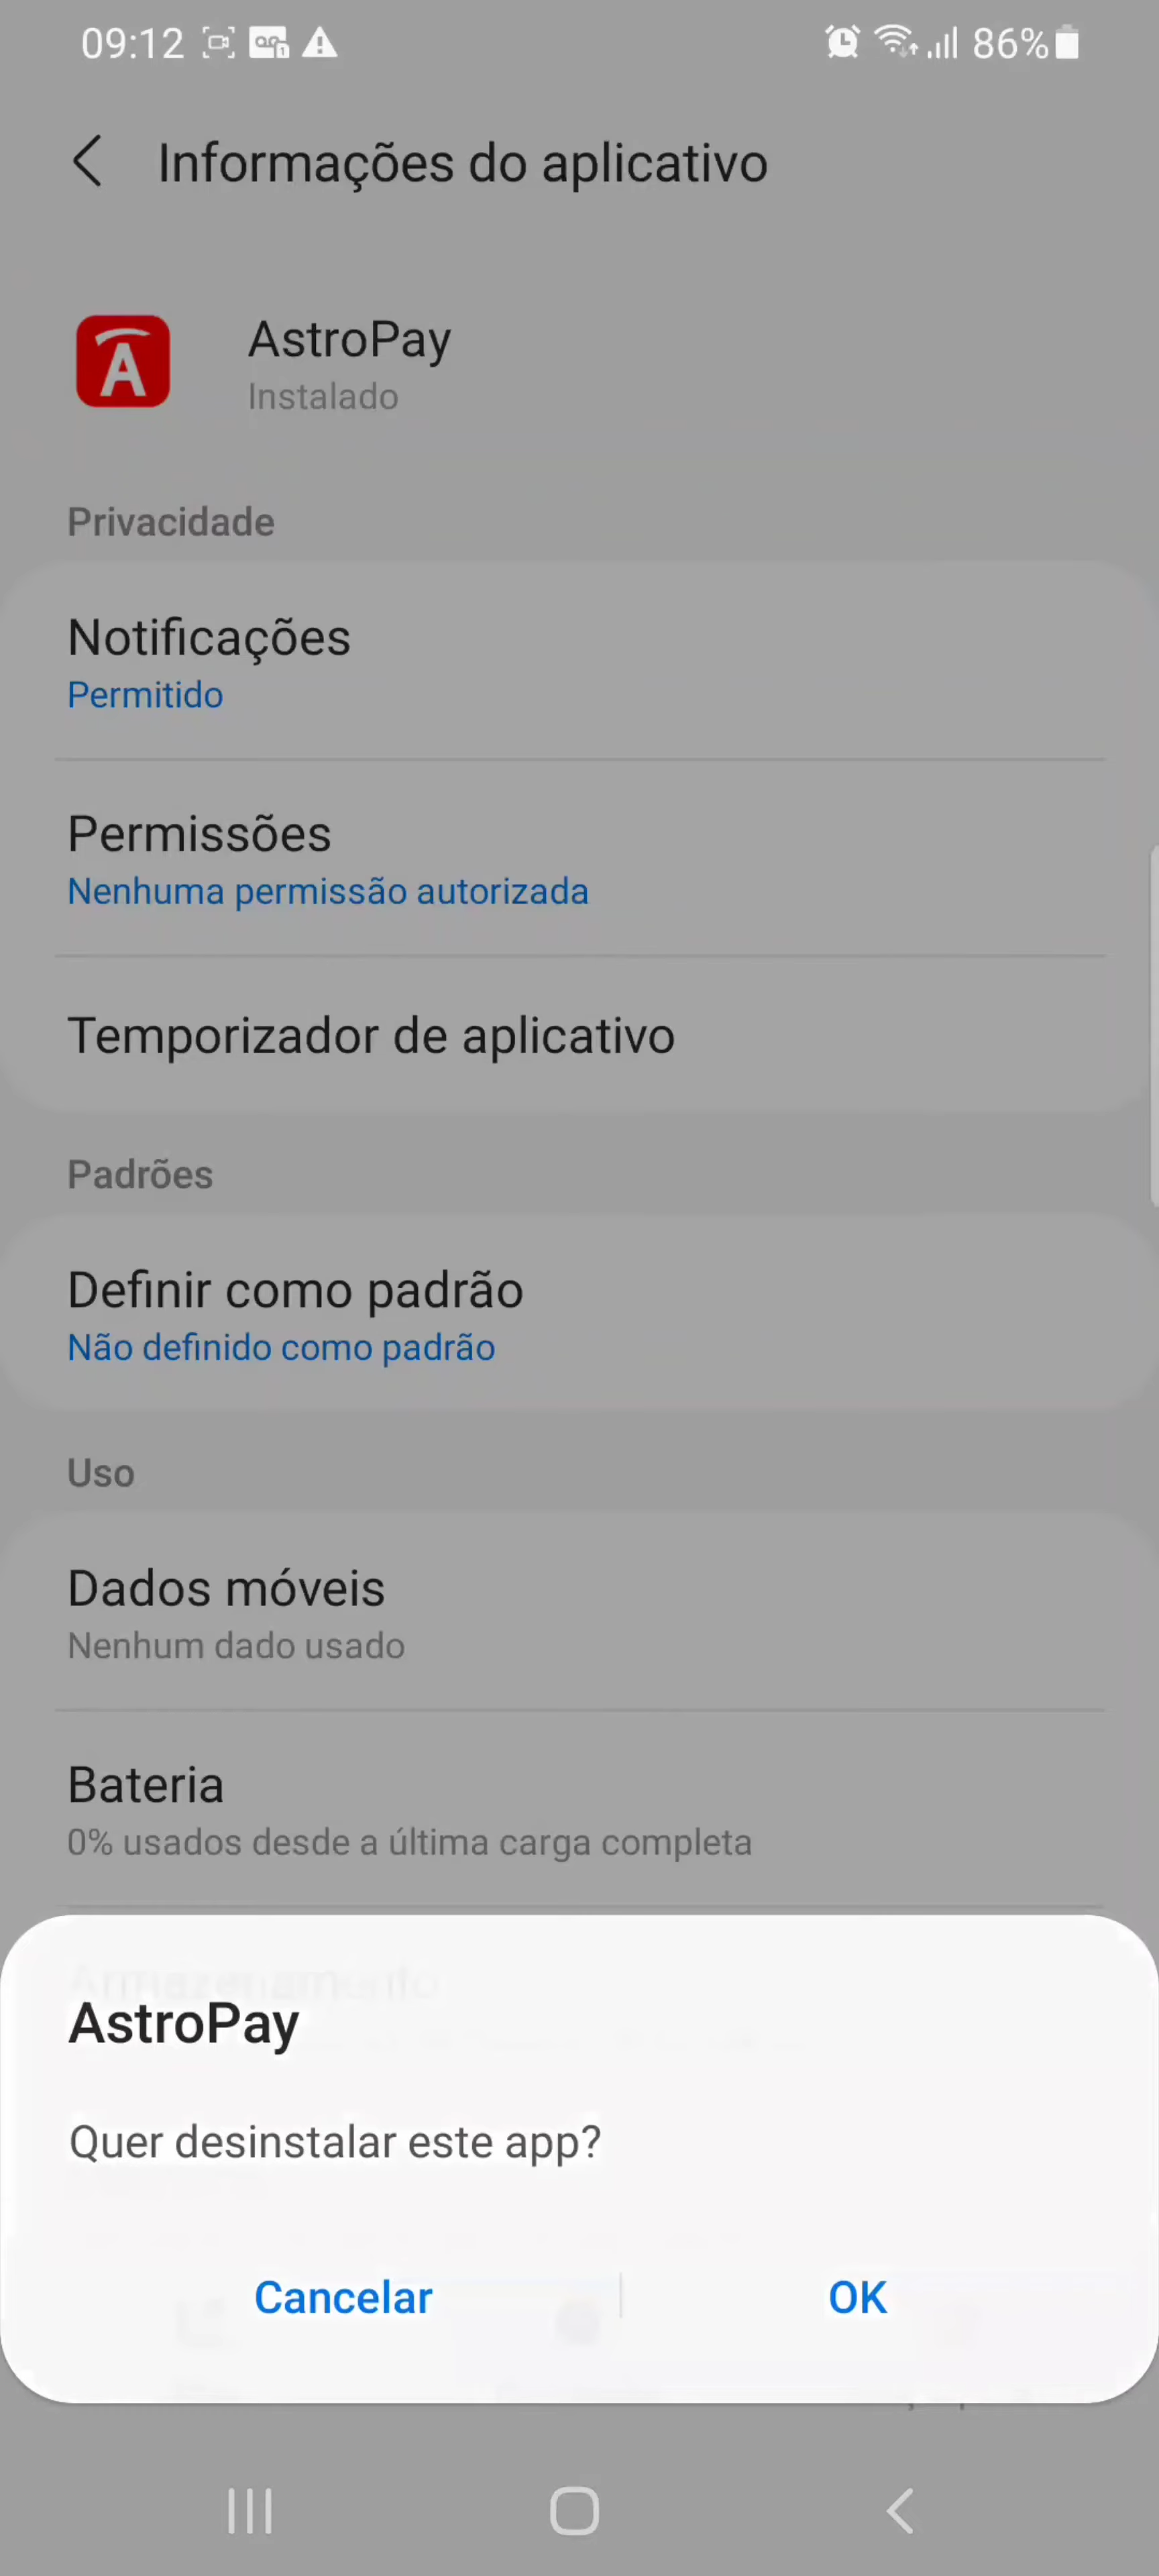 09:12
86%
Informações do aplicativo
AstroPay
Instalado
Privacidade
Notificações
Permitido
Permissões
Nenhuma permissão autorizada
Temporizador de aplicativo
Padrões
Definir como padrão
Não definido como padrão
Uso
Dados móveis
Nenhum dado usado
Bateria
0% usados desde a última carga completa
Armazenamento
AstroPay
Quer desinstalar este app?
Cancelar
OK